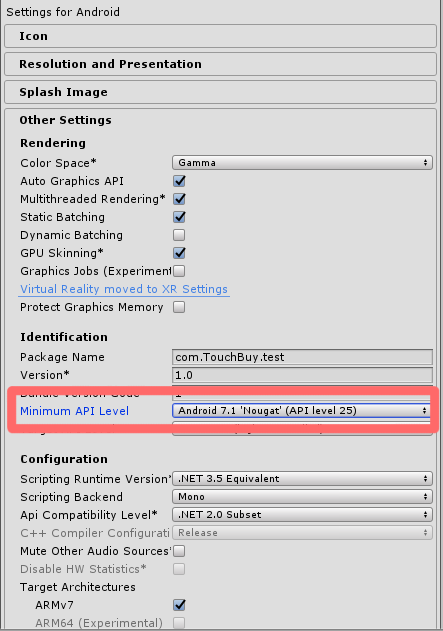 Settings for Android
Icon
Resolution and Presentation
Splash Image
Other Settings
Rendering
Color Space* Gamma
Auto Graphics API
Multithreaded Rendering*
Static Batching
Dynamic Batching
GPU Skinning*
Graphics Jobs (Experiment
Virtual Reality moved to XR Settings
Protect Graphics Memory
Identification
Package Name com.TouchBuy.test
Version* 1.0
Bundle Version Code 1
Minimum API Level Android 7.1 'Nougat' (API level 25)
Configuration
Scripting Runtime Version* .NET 3.5 Equivalent
Scripting Backend Mono
Api Compatibility Level* .NET 2.0 Subset
C++ Compiler Configurati Release
Mute Other Audio Sources*
Disable HW Statistics*
Target Architectures
ARMv7
ARM64 (Experimental)